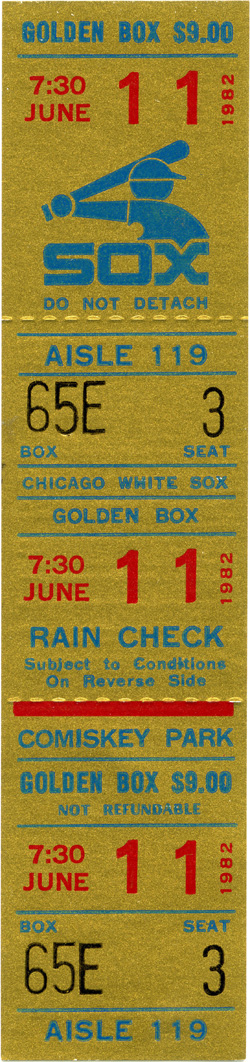 GOLDEN BOX $9.00
7:30
JUNE 11 1982
SOX
DO NOT DETACH
AISLE 119
65E 3
BOX SEAT
CHICAGO WHITE SOX
GOLDEN BOX
7:30
JUNE 11 1982
RAIN CHECK
Subject to Conditions
On Reverse Side
COMISKEY PARK
GOLDEN BOX $9.00
NOT REFUNDABLE
7:30
JUNE 11 1982
BOX SEAT
65E 3
AISLE 119